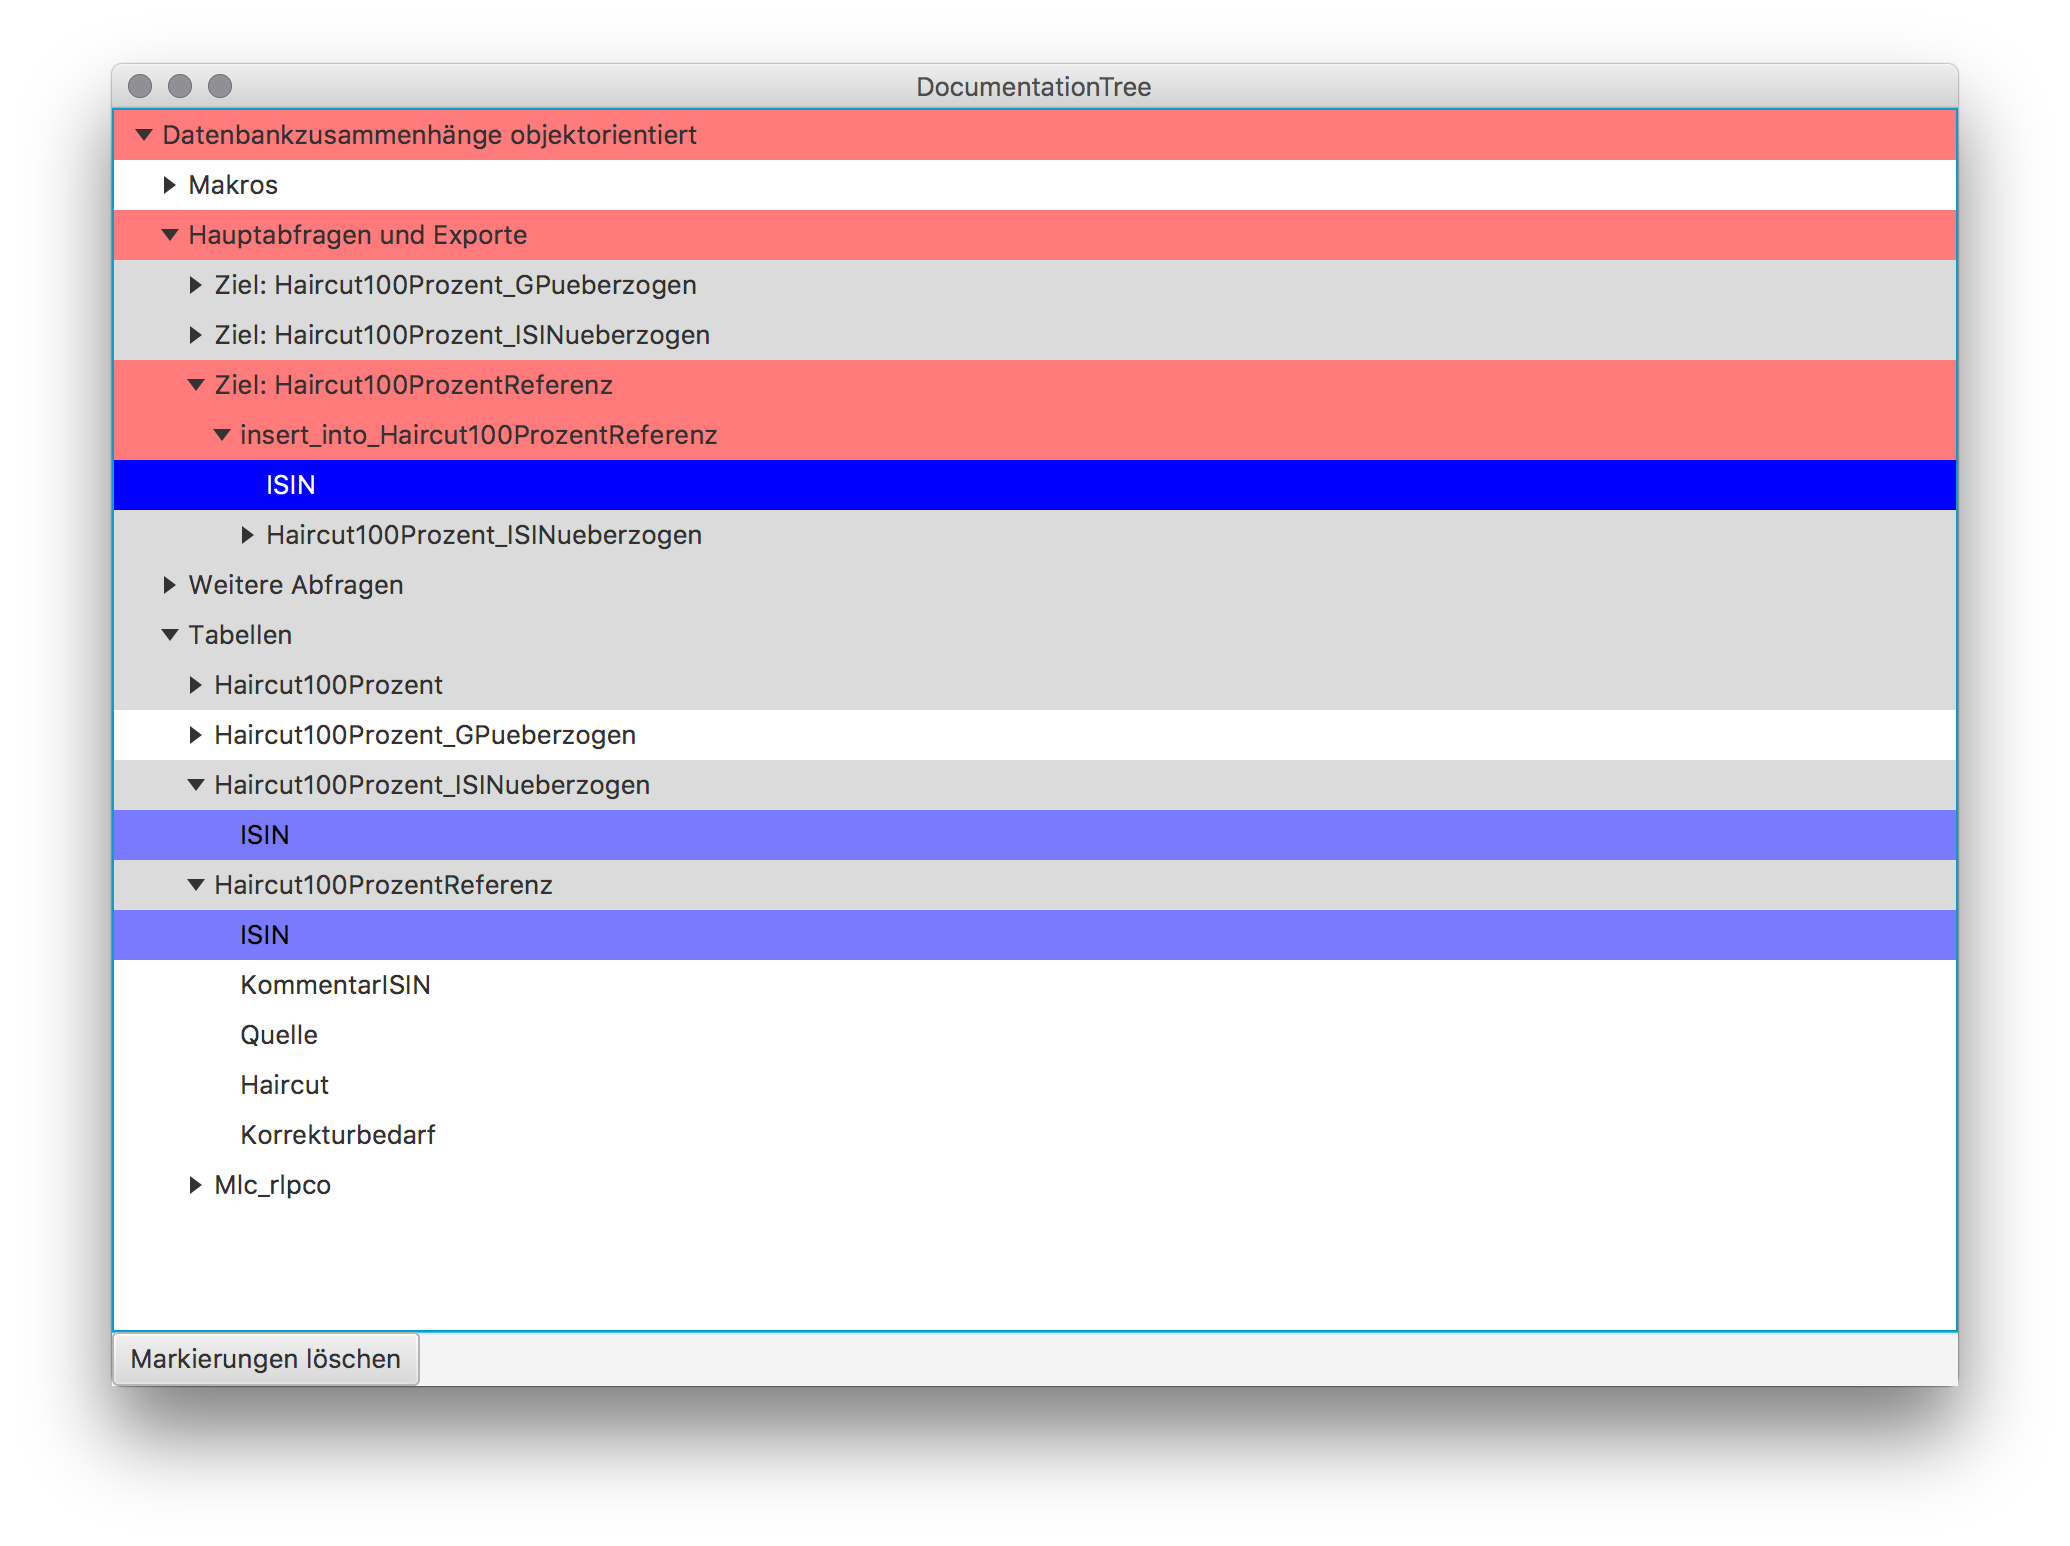 DocumentationTree
Datenbankzusammenhänge objektorientiert
Makros
Hauptabfragen und Exporte
Ziel: Haircut100Prozent_GPueberzogen
Ziel: Haircut100Prozent_ISINueberzogen
Ziel: Haircut100ProzentReferenz
insert_into_Haircut100ProzentReferenz
ISIN
Haircut100Prozent_ISINueberzogen
Weitere Abfragen
Tabellen
Haircut100Prozent
Haircut100Prozent_GPueberzogen
Haircut100Prozent_ISINueberzogen
ISIN
Haircut100ProzentReferenz
ISIN
KommentarISIN
Quelle
Haircut
Korrekturbedarf
Mlc_rlpco
Markierungen löschen